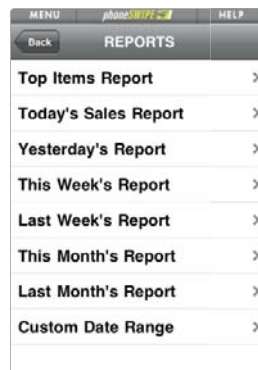 MENU phoneSWIPE HELP
Back REPORTS
Top Items Report
Today's Sales Report
Yesterday's Report
This Week's Report
Last Week's Report
This Month's Report
Last Month's Report
Custom Date Range